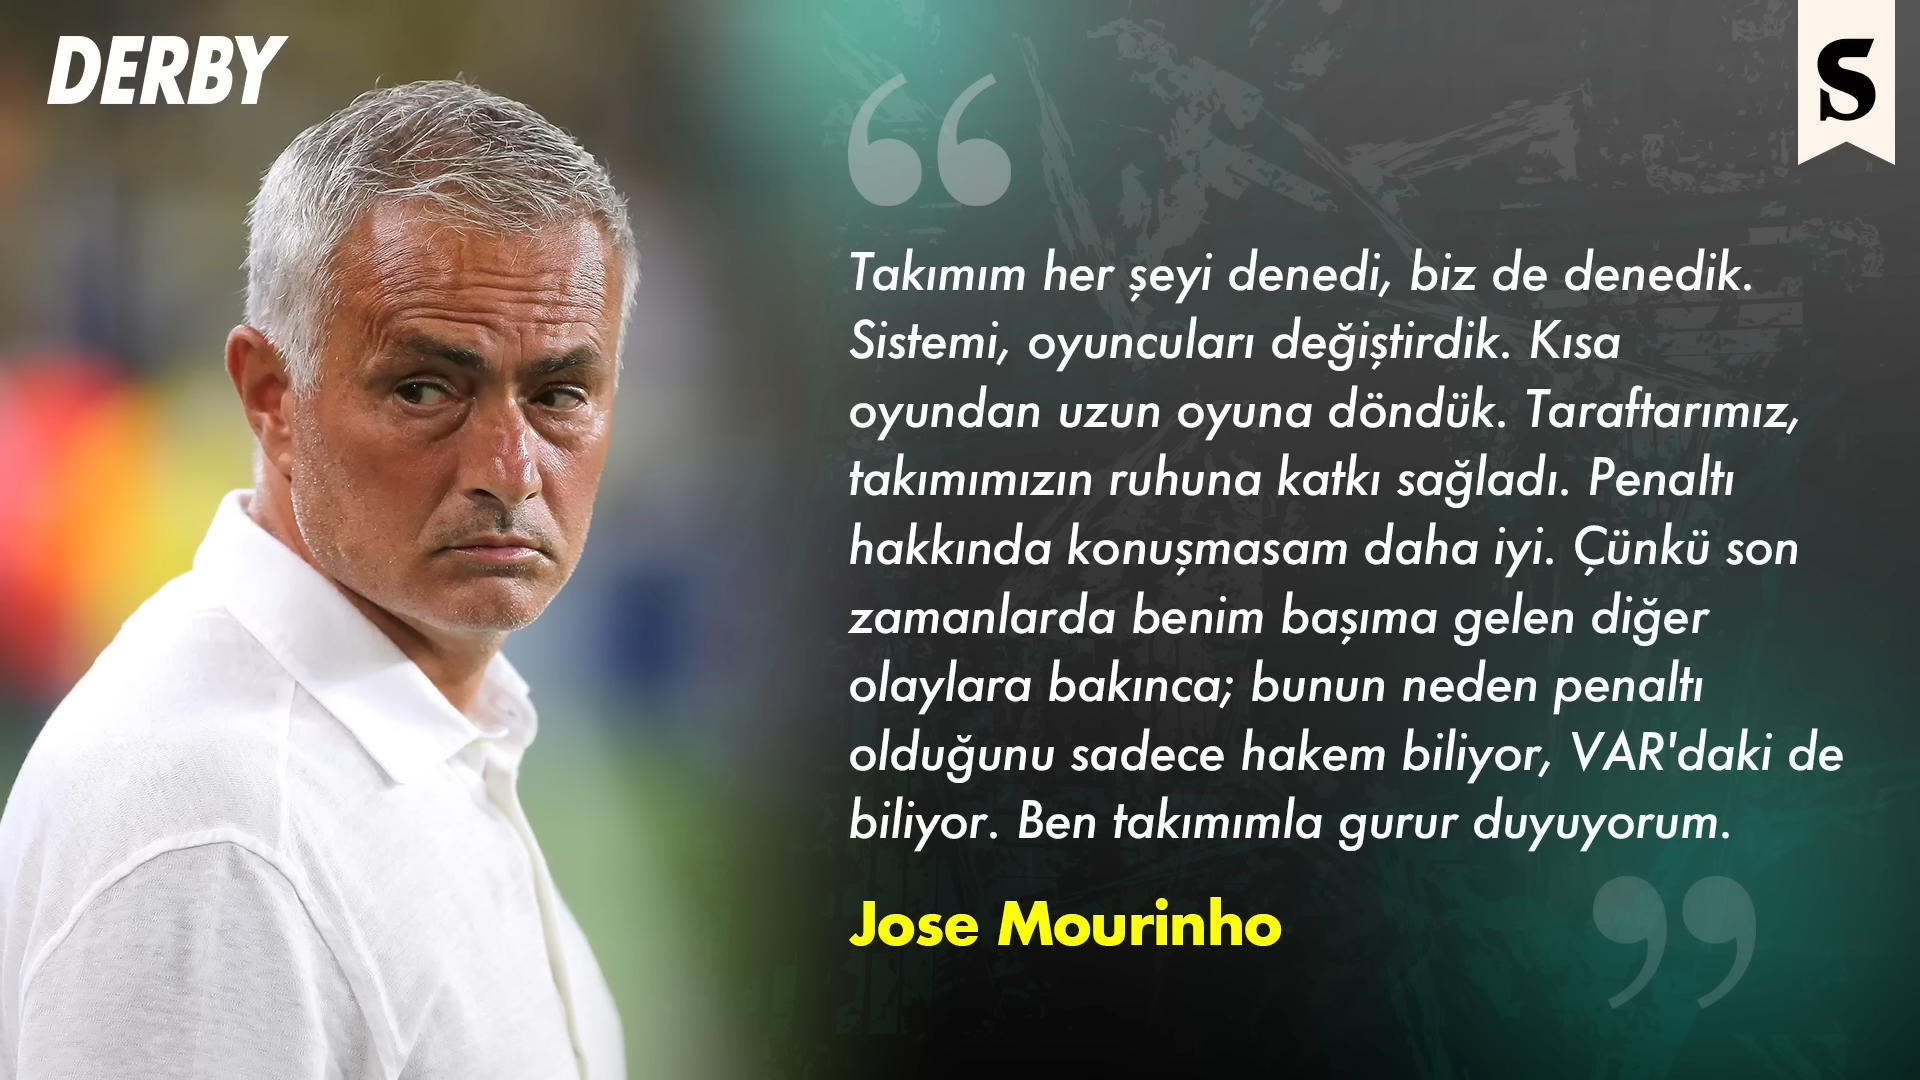 DERBY
S
Takımım her şeyi denedi, biz de denedik.
Sistemi, oyuncuları değiştirdik. Kısa
oyundan uzun oyuna döndük. Taraftarımız,
takımımızın ruhuna katkı sağladı. Penaltı
hakkında konuşmasam daha iyi. Çünkü son
zamanlarda benim başıma gelen diğer
olaylara bakınca; bunun neden penaltı
olduğunu sadece hakem biliyor, VAR'daki de
biliyor. Ben takımımla gurur duyuyorum.
Jose Mourinho